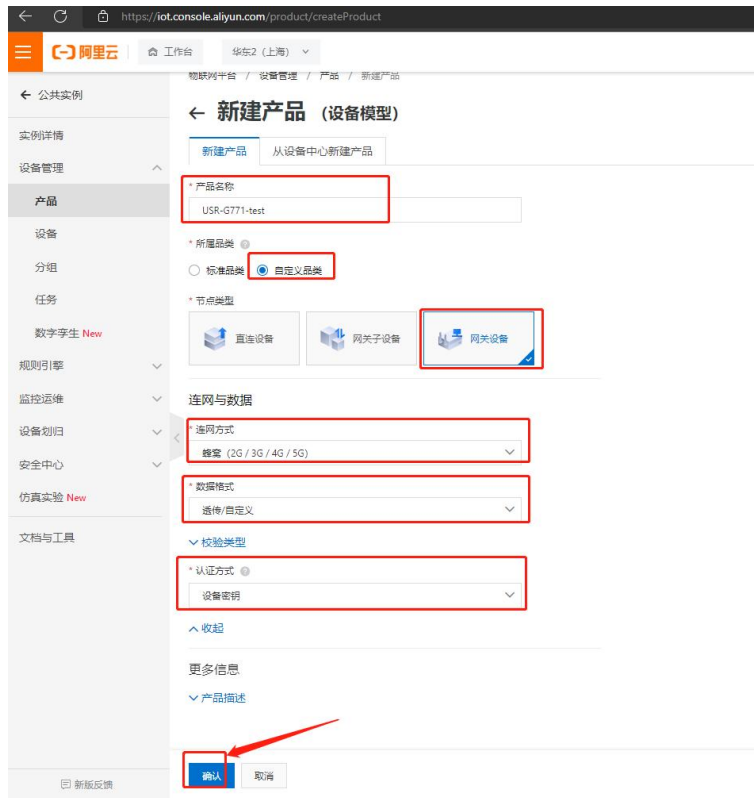 https://iot.console.aliyun.com/product/createProduct
阿里云 工作台 华东2（上海）
物联网平台 / 设备管理 / 产品 / 新建产品
公共实例
新建产品 （设备模型）
实例详情
新建产品 从设备中心新建产品
设备管理
* 产品名称
产品
USR-G771-test
设备
* 所属品类
分组
标准品类 自定义品类
任务
* 节点类型
数字孪生 New
直连设备 网关子设备 网关设备
规则引擎
监控运维
连网与数据
设备划归
* 连网方式
蜂窝（2G / 3G / 4G / 5G）
安全中心
* 数据格式
仿真实验 New
透传/自定义
文档与工具
校验类型
* 认证方式
设备密钥
收起
更多信息
产品描述
确认 取消
新版反馈